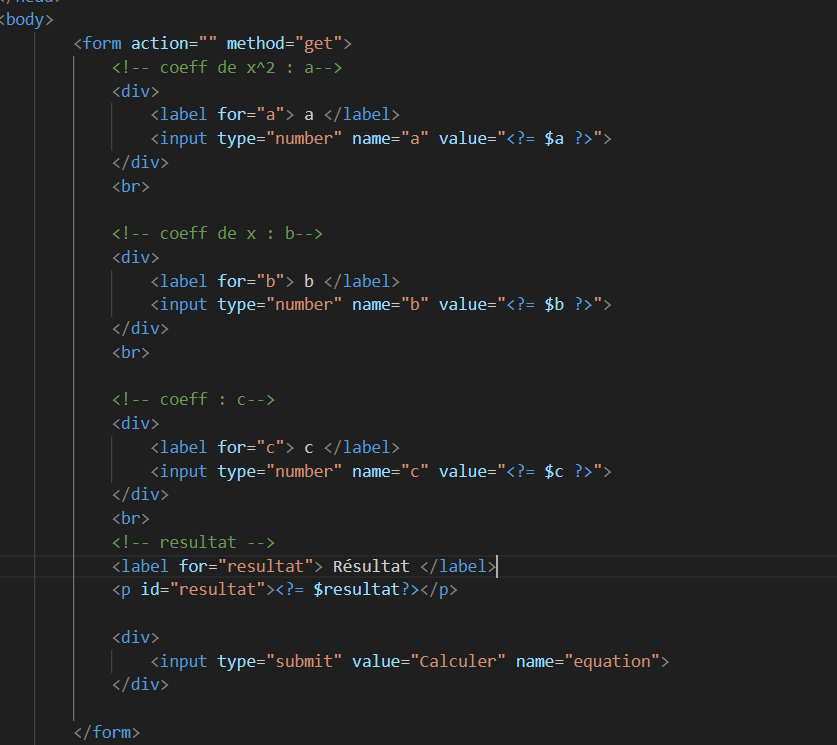 </head>
<body>
<form action="" method="get">
<!-- coeff de x^2 : a-->
<div>
<label for="a"> a </label>
<input type="number" name="a" value="<?= $a ?>">
</div>
<br>
<!-- coeff de x : b-->
<div>
<label for="b"> b </label>
<input type="number" name="b" value="<?= $b ?>">
</div>
<br>
<!-- coeff : c-->
<div>
<label for="c"> c </label>
<input type="number" name="c" value="<?= $c ?>">
</div>
<br>
<!-- resultat -->
<label for="resultat"> Résultat </label>
<p id="resultat"><?= $resultat?></p>
<div>
<input type="submit" value="Calculer" name="equation">
</div>
</form>